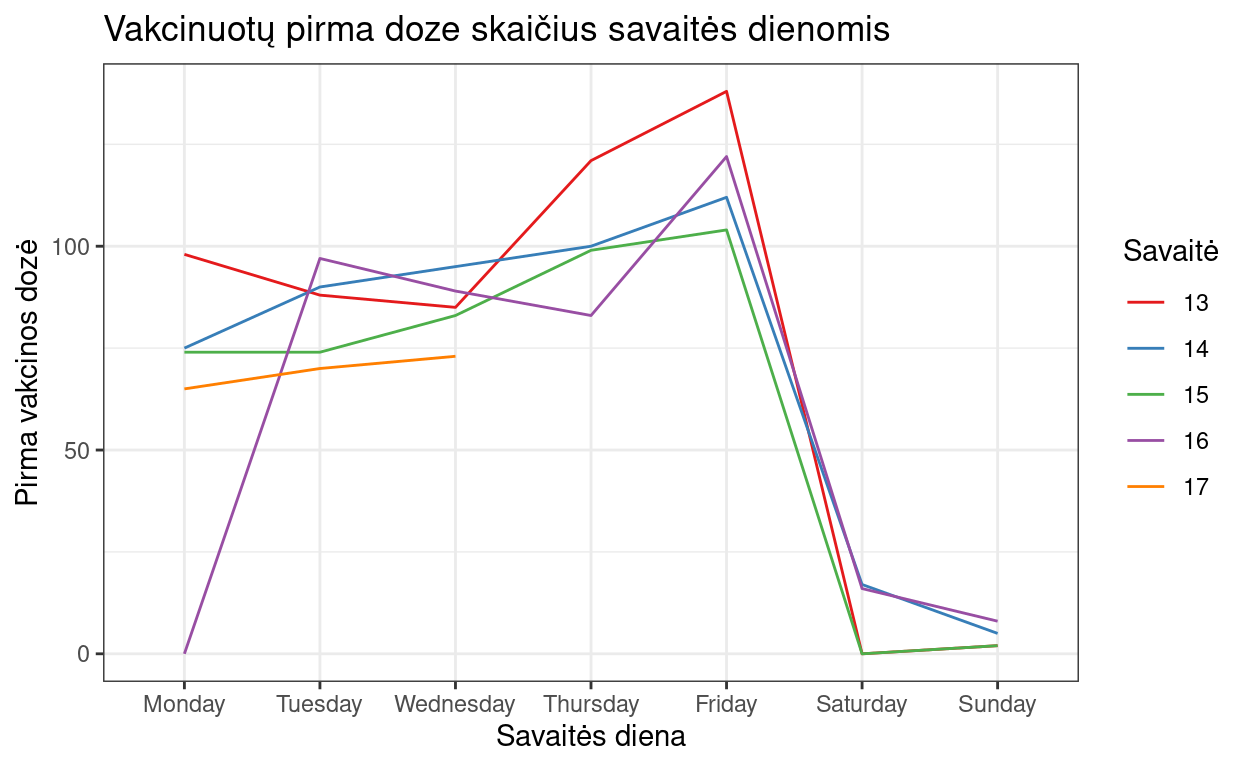 Vakcinuotų pirma doze skaičius savaitės dienomis
Pirma vakcinos dozė
100
50
0
Monday Tuesday Wednesday Thursday Friday Saturday Sunday
Savaitės diena
Savaitė
13
14
15
16
17